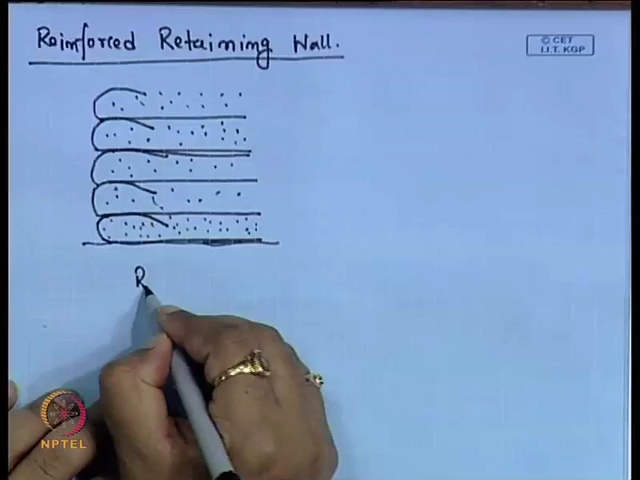 Reinforced Retaining Wall.
© CET
I.I.T. KGP
R
NPTEL